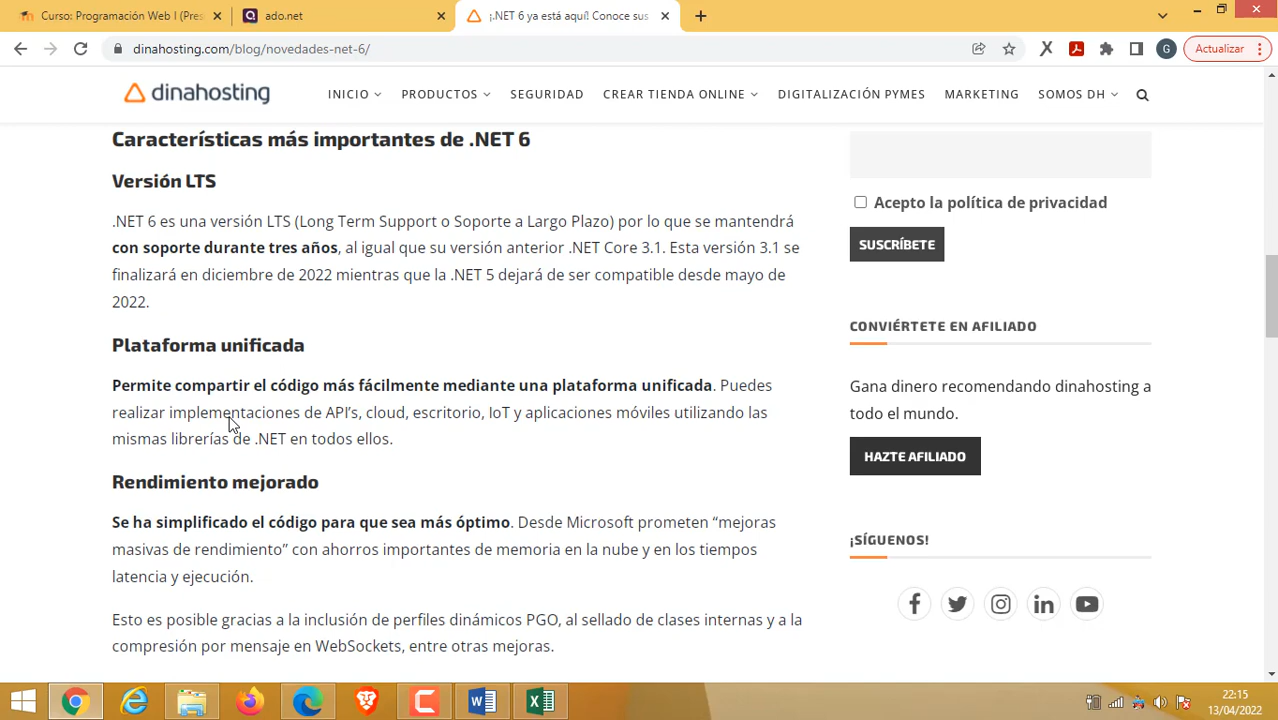 Curso: Programación Web I (Pres
ado.net
¡.NET 6 ya está aquí! Conoce sus
dinahosting.com/blog/novedades-net-6/
G
Actualizar
dinahosting
INICIO
PRODUCTOS
SEGURIDAD
CREAR TIENDA ONLINE
DIGITALIZACIÓN PYMES
MARKETING
SOMOS DH
Características más importantes de .NET 6
Versión LTS
.NET 6 es una versión LTS (Long Term Support o Soporte a Largo Plazo) por lo que se mantendrá
con soporte durante tres años, al igual que su versión anterior .NET Core 3.1. Esta versión 3.1 se
finalizará en diciembre de 2022 mientras que la .NET 5 dejará de ser compatible desde mayo de
2022.
Plataforma unificada
Permite compartir el código más fácilmente mediante una plataforma unificada. Puedes
realizar implementaciones de API's, cloud, escritorio, IoT y aplicaciones móviles utilizando las
mismas librerías de .NET en todos ellos.
Rendimiento mejorado
Se ha simplificado el código para que sea más óptimo. Desde Microsoft prometen “mejoras
masivas de rendimiento” con ahorros importantes de memoria en la nube y en los tiempos
latencia y ejecución.
Esto es posible gracias a la inclusión de perfiles dinámicos PGO, al sellado de clases internas y a la
compresión por mensaje en WebSockets, entre otras mejoras.
Acepto la política de privacidad
SUSCRÍBETE
CONVIÉRTETE EN AFILIADO
Gana dinero recomendando dinahosting a
todo el mundo.
HAZTE AFILIADO
¡SÍGUENOS!
22:15
13/04/2022